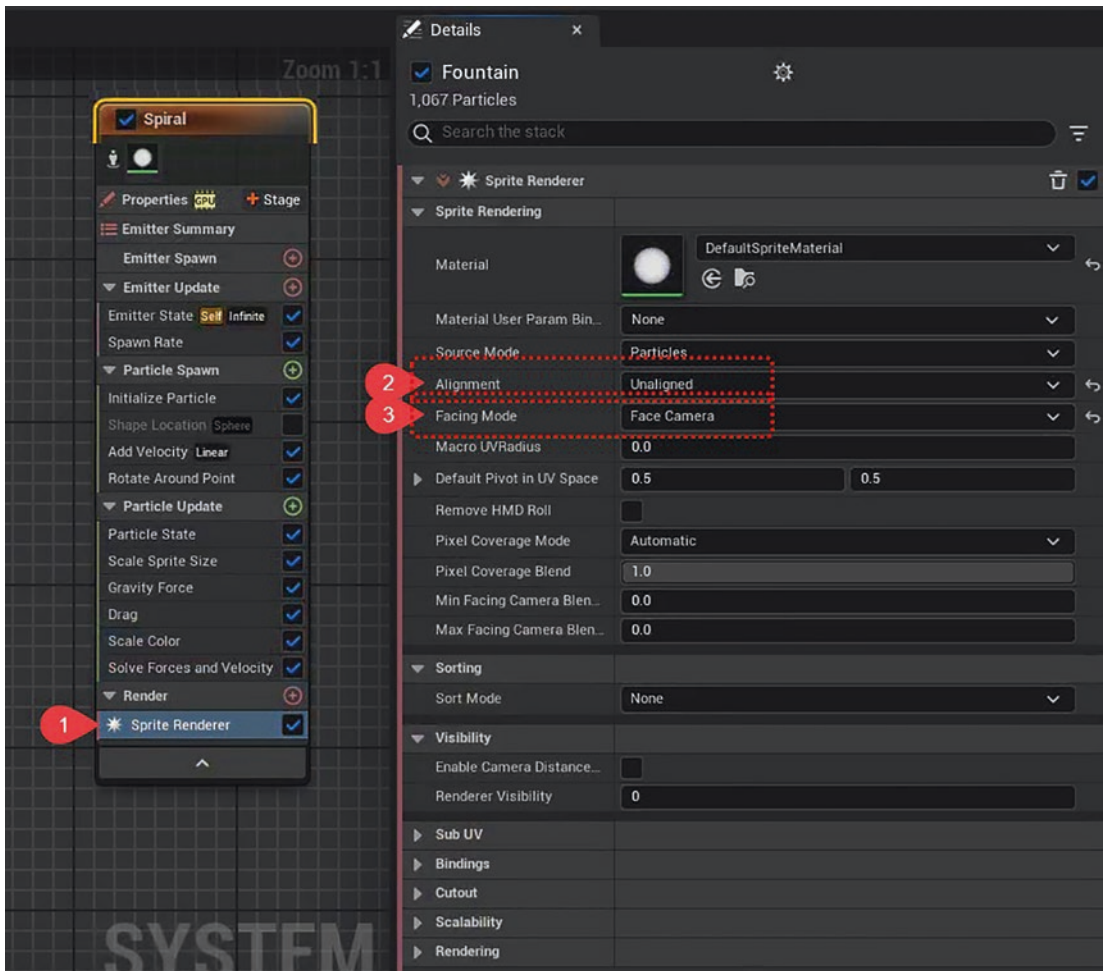 Zoom 1:1
Spiral
Properties GPU + Stage
Emitter Summary
Emitter Spawn
Emitter Update
Emitter State Self Infinite
Spawn Rate
Particle Spawn
Initialize Particle
Shape Location Sphere
Add Velocity Linear
Rotate Around Point
Particle Update
Particle State
Scale Sprite Size
Gravity Force
Drag
Scale Color
Solve Forces and Velocity
Render
1 Sprite Renderer
SYSTEM
Details ×
Fountain
1,067 Particles
Search the stack
Sprite Renderer
Sprite Rendering
Material DefaultSpriteMaterial
Material User Param Bin... None
Source Mode Particles
2 Alignment Unaligned
3 Facing Mode Face Camera
Macro UVRadius 0.0
Default Pivot in UV Space 0.5 0.5
Remove HMD Roll
Pixel Coverage Mode Automatic
Pixel Coverage Blend 1.0
Min Facing Camera Blen... 0.0
Max Facing Camera Blen... 0.0
Sorting
Sort Mode None
Visibility
Enable Camera Distance...
Renderer Visibility 0
Sub UV
Bindings
Cutout
Scalability
Rendering